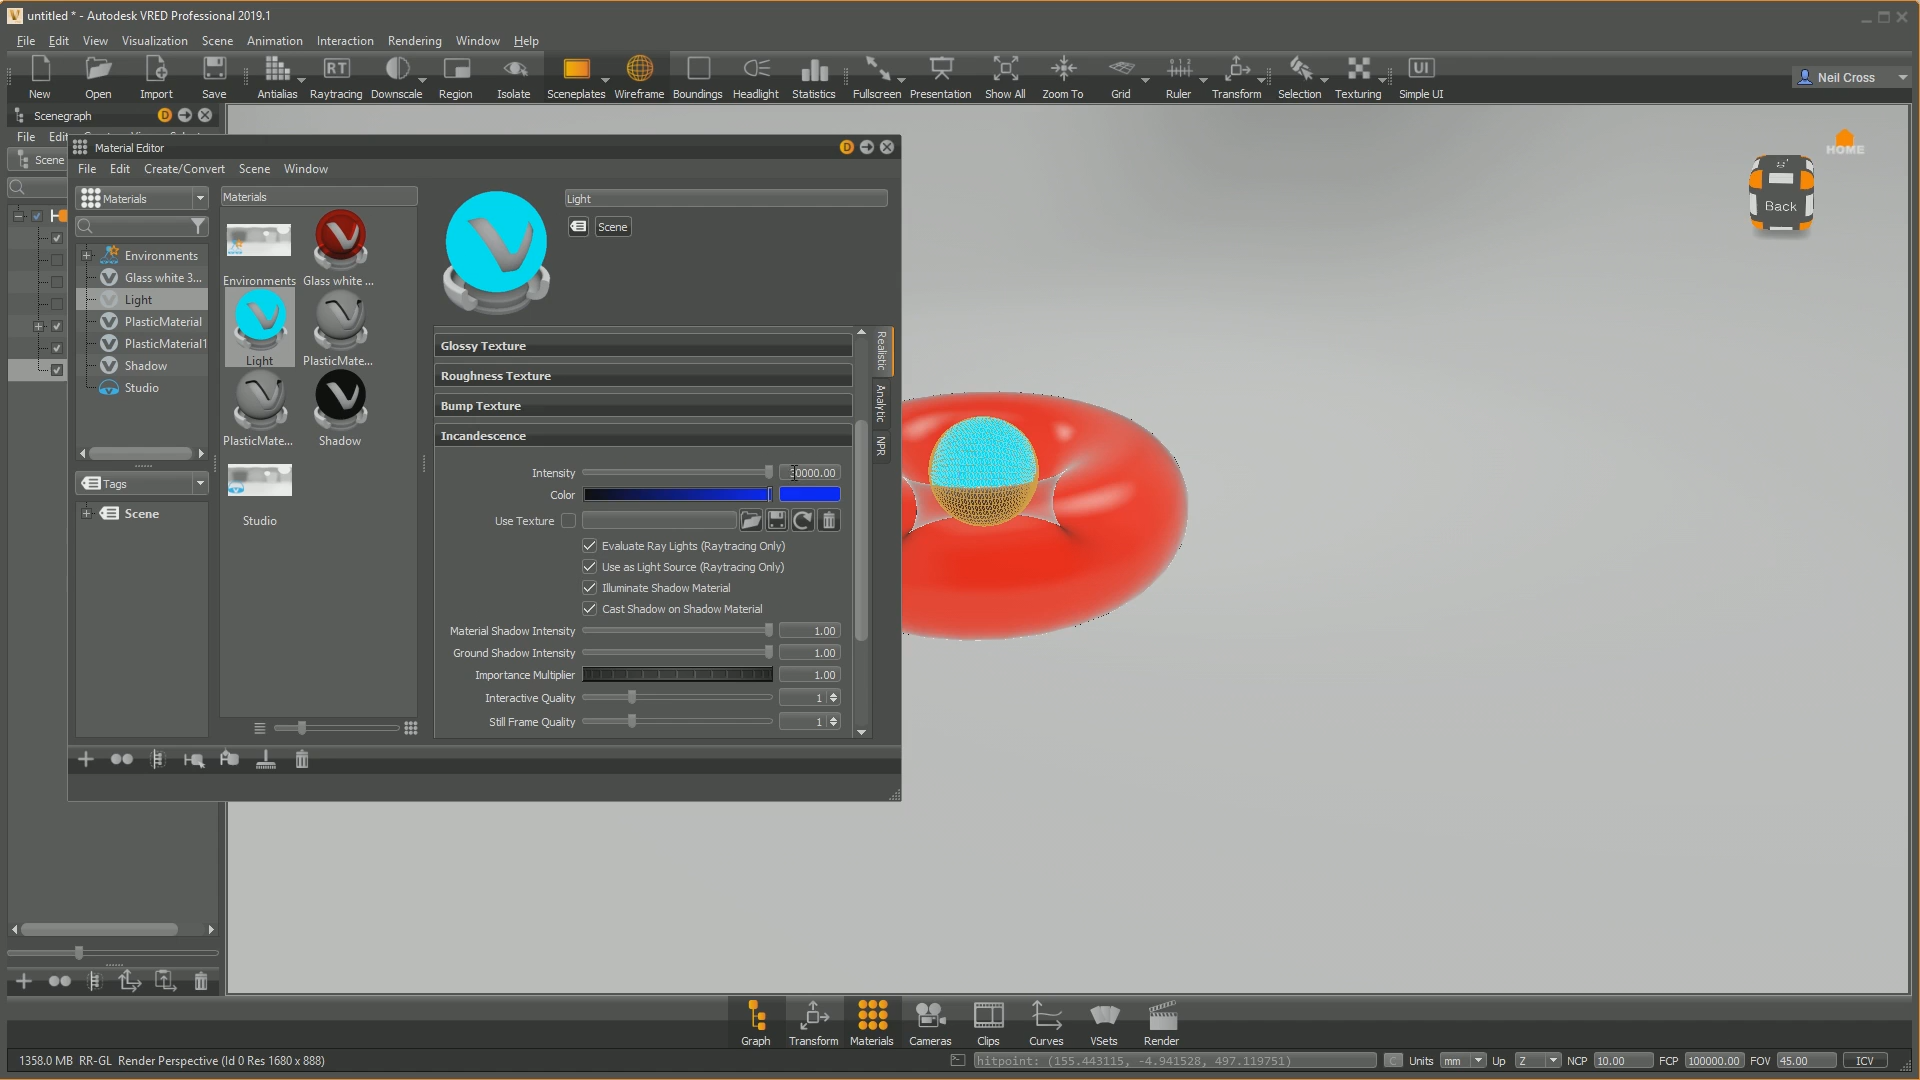 untitled * - Autodesk VRED Professional 2019.1
File Edit View Visualization Scene Animation Interaction Rendering Window Help
RT UI
New Open Import Save Antialias Raytracing Downscale Region Isolate Sceneplates Wireframe Boundings Headlight Statistics Fullscreen Presentation Show All Zoom To Grid Ruler Transform Selection Texturing Simple UI
Neil Cross
Scenegraph D
File Edit
Scene
HOME
Back
Material Editor D
File Edit Create/Convert Scene Window
Materials
Environments
Glass white 3...
Light
PlasticMaterial
PlasticMaterial1
Shadow
Studio
Tags
Scene
Materials
Environments Glass white ...
Light PlasticMate...
PlasticMate... Shadow
Studio
Light
Scene
Glossy Texture
Roughness Texture
Bump Texture
Incandescence
Intensity 0000.00
Color
Use Texture
Evaluate Ray Lights (Raytracing Only)
Use as Light Source (Raytracing Only)
Illuminate Shadow Material
Cast Shadow on Shadow Material
Material Shadow Intensity 1.00
Ground Shadow Intensity 1.00
Importance Multiplier 1.00
Interactive Quality 1
Still Frame Quality 1
Realistic
Analytic
NPR
Graph Transform Materials Cameras Clips Curves VSets Render
1358.0 MB RR-GL Render Perspective (Id 0 Res 1680 x 888)
hitpoint: (155.443115, -4.941528, 497.119751)
C Units mm Up Z NCP 10.00 FCP 100000.00 FOV 45.00 ICV